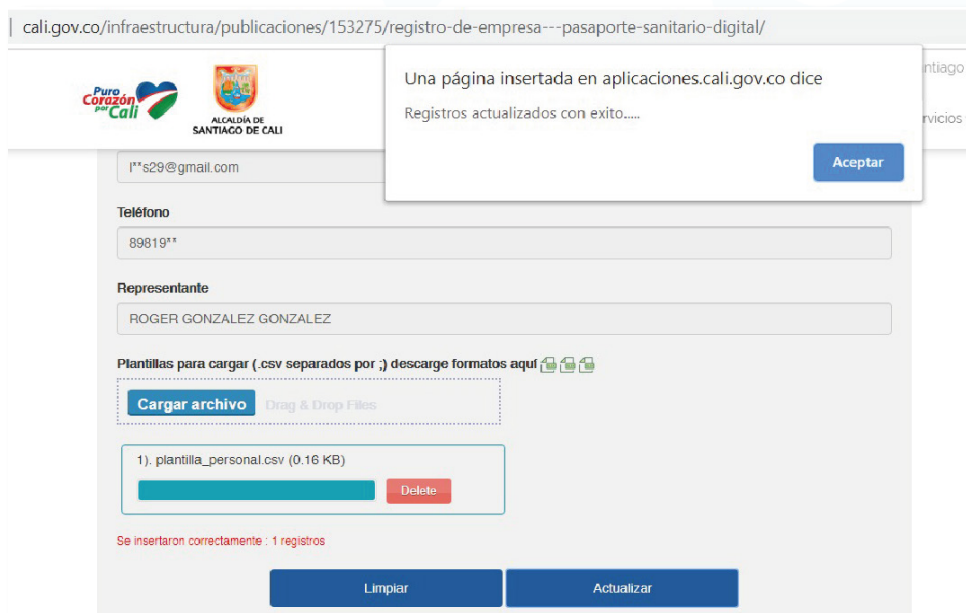 cali.gov.co/infraestructura/publicaciones/153275/registro-de-empresa---pasaporte-sanitario-digital/
Puro
Corazón
por Cali
ALCALDÍA DE
SANTIAGO DE CALI
Una página insertada en aplicaciones.cali.gov.co dice
Registros actualizados con exito.....
Aceptar
ntiago
rvicios
l**s29@gmail.com
Teléfono
89819**
Representante
ROGER GONZALEZ GONZALEZ
Plantillas para cargar (.csv separados por ;) descarge formatos aquí
Cargar archivo Drag & Drop Files
1). plantilla_personal.csv (0.16 KB)
Delete
Se insertaron correctamente : 1 registros
Limpiar Actualizar